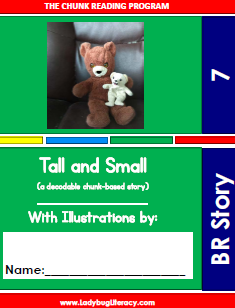 THE CHUNK READING PROGRAM
7
Tall and Small
(a decodable chunk-based story)
With Illustrations by:
BR Story
Name:____________________
www.LadybugLiteracy.com